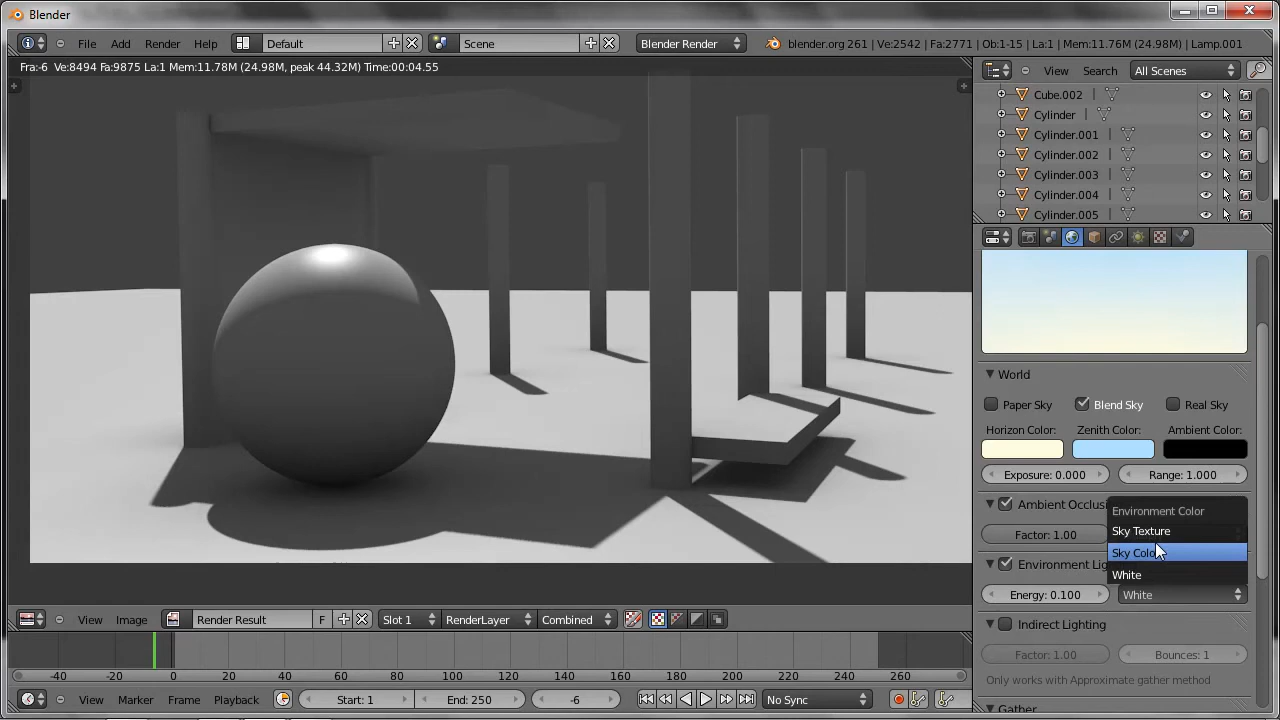 Blender
File Add Render Help Default Scene Blender Render blender.org 261 | Ve:2542 | Fa:2771 | Ob:1-15 | La:1 | Mem:11.76M (24.98M) | Lamp.001
Fra:-6 Ve:8494 Fa:9875 La:1 Mem:11.78M (24.98M, peak 44.32M) Time:00:04.55
View Search All Scenes
Cube.002
Cylinder
Cylinder.001
Cylinder.002
Cylinder.003
Cylinder.004
Cylinder.005
World
Paper Sky Blend Sky Real Sky
Horizon Color: Zenith Color: Ambient Color:
Exposure: 0.000 Range: 1.000
Ambient Occlus
Environment Color
Sky Texture
Factor: 1.00
Sky Colo
Environment Lig
White
Energy: 0.100 White
Indirect Lighting
Factor: 1.00 Bounces: 1
Only works with Approximate gather method
Gather
View Image Render Result F Slot 1 RenderLayer Combined
-40 -20 0 20 40 60 80 100 120 140 160 180 200 220 240 260
View Marker Frame Playback Start: 1 End: 250 -6 No Sync